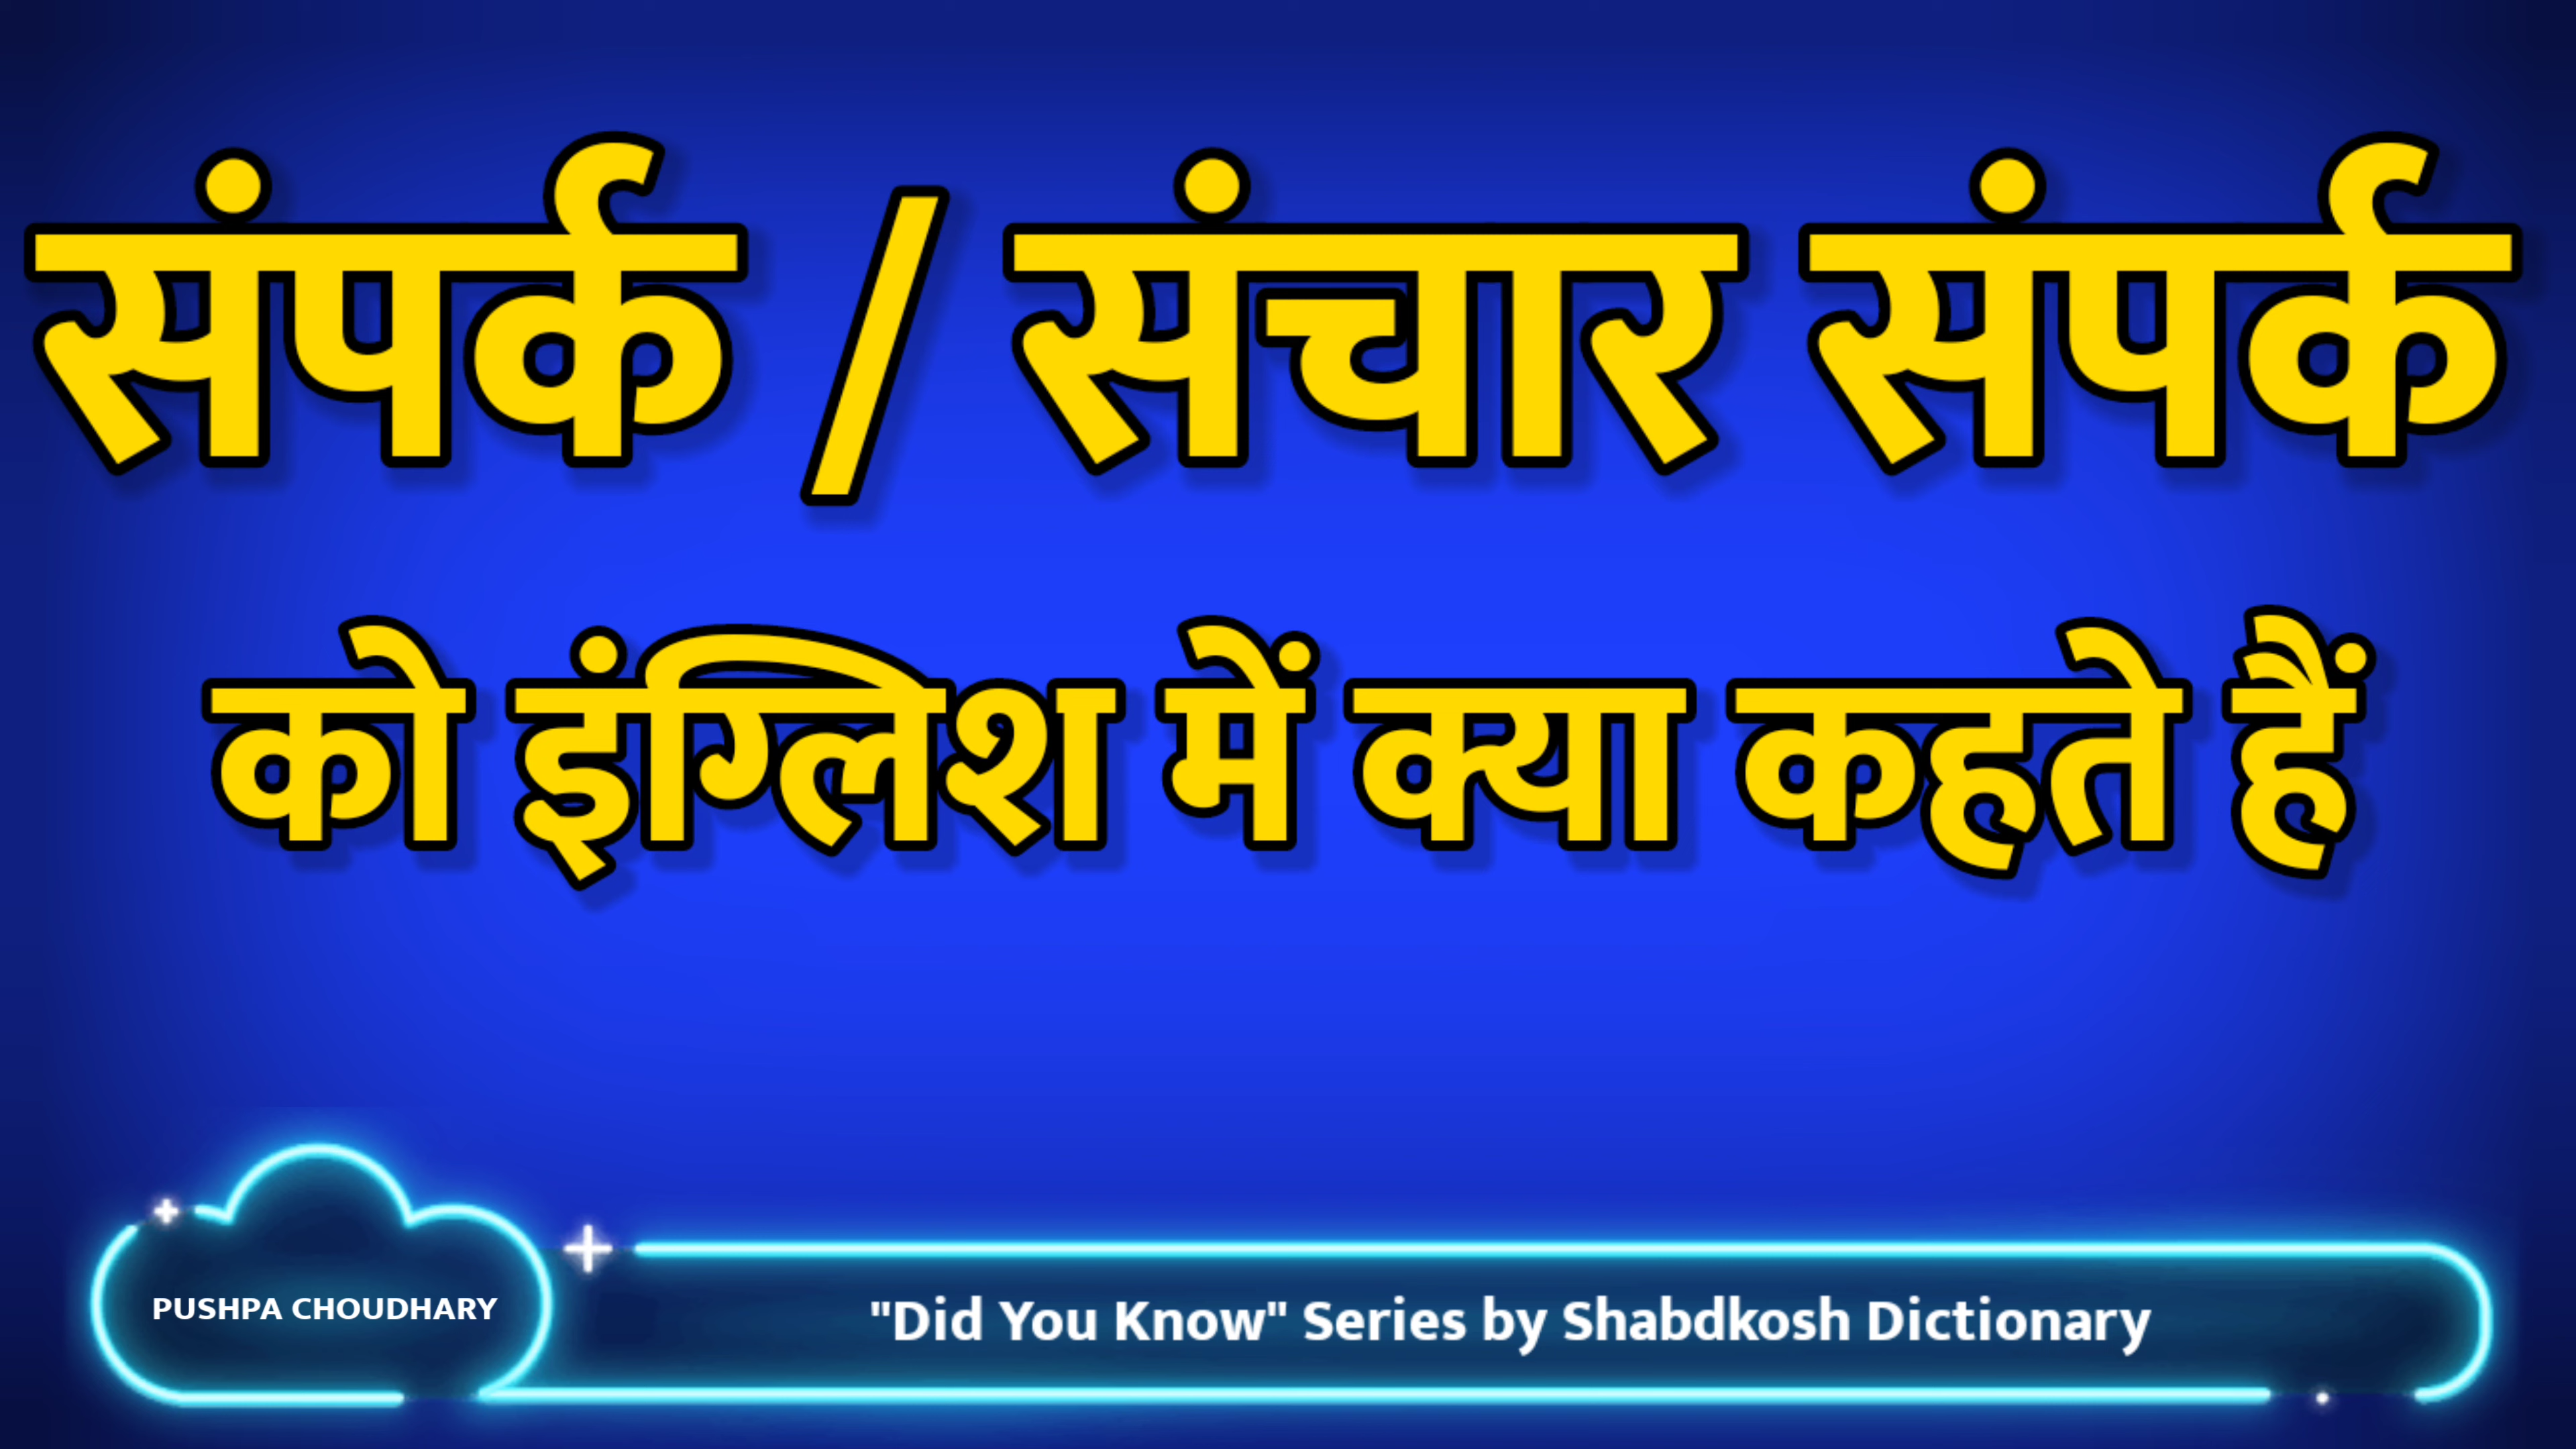 संपर्क / संचार संपर्क
को इंग्लिश में क्या कहते हैं
PUSHPA CHOUDHARY
"Did You Know" Series by Shabdkosh Dictionary